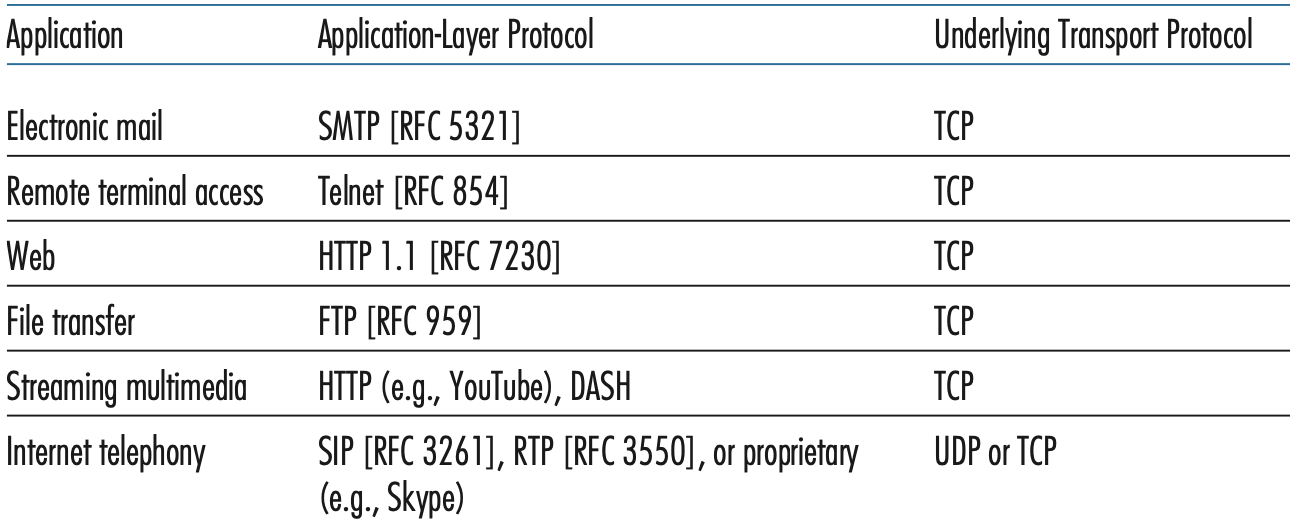 Application Application-Layer Protocol Underlying Transport Protocol
Electronic mail SMTP [RFC 5321] TCP
Remote terminal access Telnet [RFC 854] TCP
Web HTTP 1.1 [RFC 7230] TCP
File transfer FTP [RFC 959] TCP
Streaming multimedia HTTP (e.g., YouTube), DASH TCP
Internet telephony SIP [RFC 3261], RTP [RFC 3550], or proprietary UDP or TCP
(e.g., Skype)